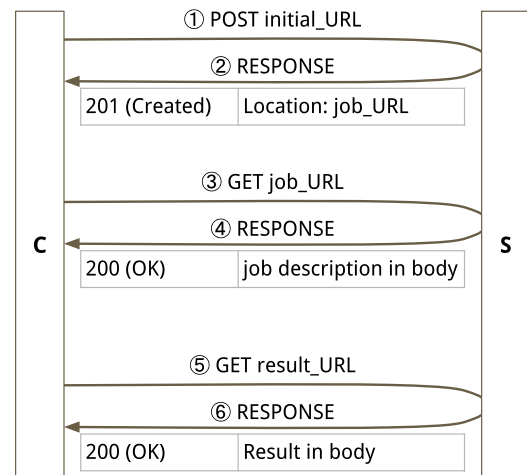 ① POST initial_URL
② RESPONSE
201 (Created) Location: job_URL
③ GET job_URL
④ RESPONSE
C S
200 (OK) job description in body
⑤ GET result_URL
⑥ RESPONSE
200 (OK) Result in body